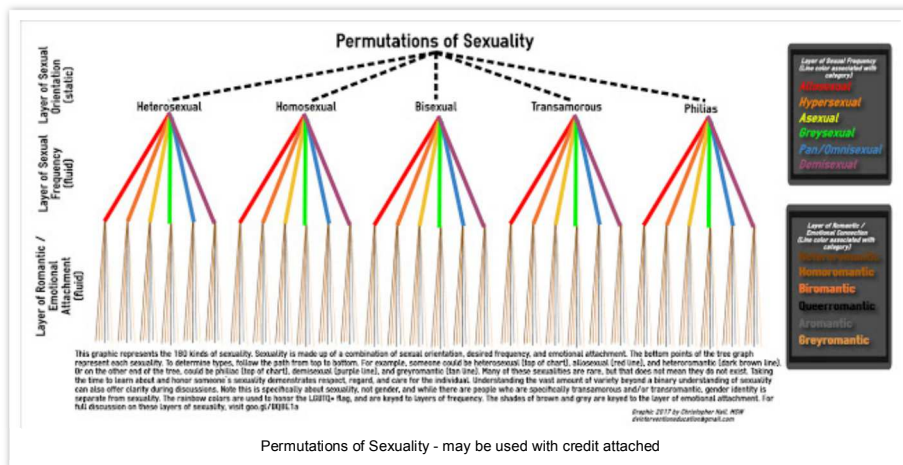 Permutations of Sexuality
Layer of Sexual
Orientation
(static)
Heterosexual
Homosexual
Bisexual
Transamorous
Philias
Layer of Sexual
Frequency
(fluid)
Layer of Romantic /
Emotional
Attachment
(fluid)
Layer of Sexual Frequency
(Line color associated with
category)
Allosexual
Hypersexual
Asexual
Greysexual
Pan/Omnisexual
Demisexual
Layer of Romantic /
Emotional Connection
(Line color associated with
category)
Heteroromantic
Homoromantic
Biromantic
Queerromantic
Aromantic
Greyromantic
This graphic represents the 180 kinds of sexuality. Sexuality is made up of a combination of sexual orientation, desired frequency, and emotional attachment. The bottom points of the tree graph
represent each sexuality. To determine types, follow the path from top to bottom. For example, someone could be heterosexual (top of chart), allosexual (red line), and heteroromantic (dark brown line).
Or on the other end of the tree, could be philiac (top of chart), demisexual (purple line), and greyromantic (tan line). Many of these sexualities are rare, but that does not mean they do not exist. Taking
the time to learn about and honor someone's sexuality demonstrates respect, regard, and care for the individual. Understanding the vast amount of variety beyond a binary understanding of sexuality
can also offer clarity during discussions. Note this is specifically about sexuality, not gender, and while there are people who are specifically transamorous and/or transromantic, gender identity is
separate from sexuality. The rainbow colors are used to honor the LGBTQ+ flag, and are keyed to layers of frequency. The shades of brown and grey are keyed to the layer of emotional attachment. For
full discussion on these layers of sexuality, visit
Graphic 2017 by Christopher Hall, MSW
dvinterventioneducation@gmail.com
Permutations of Sexuality - may be used with credit attached